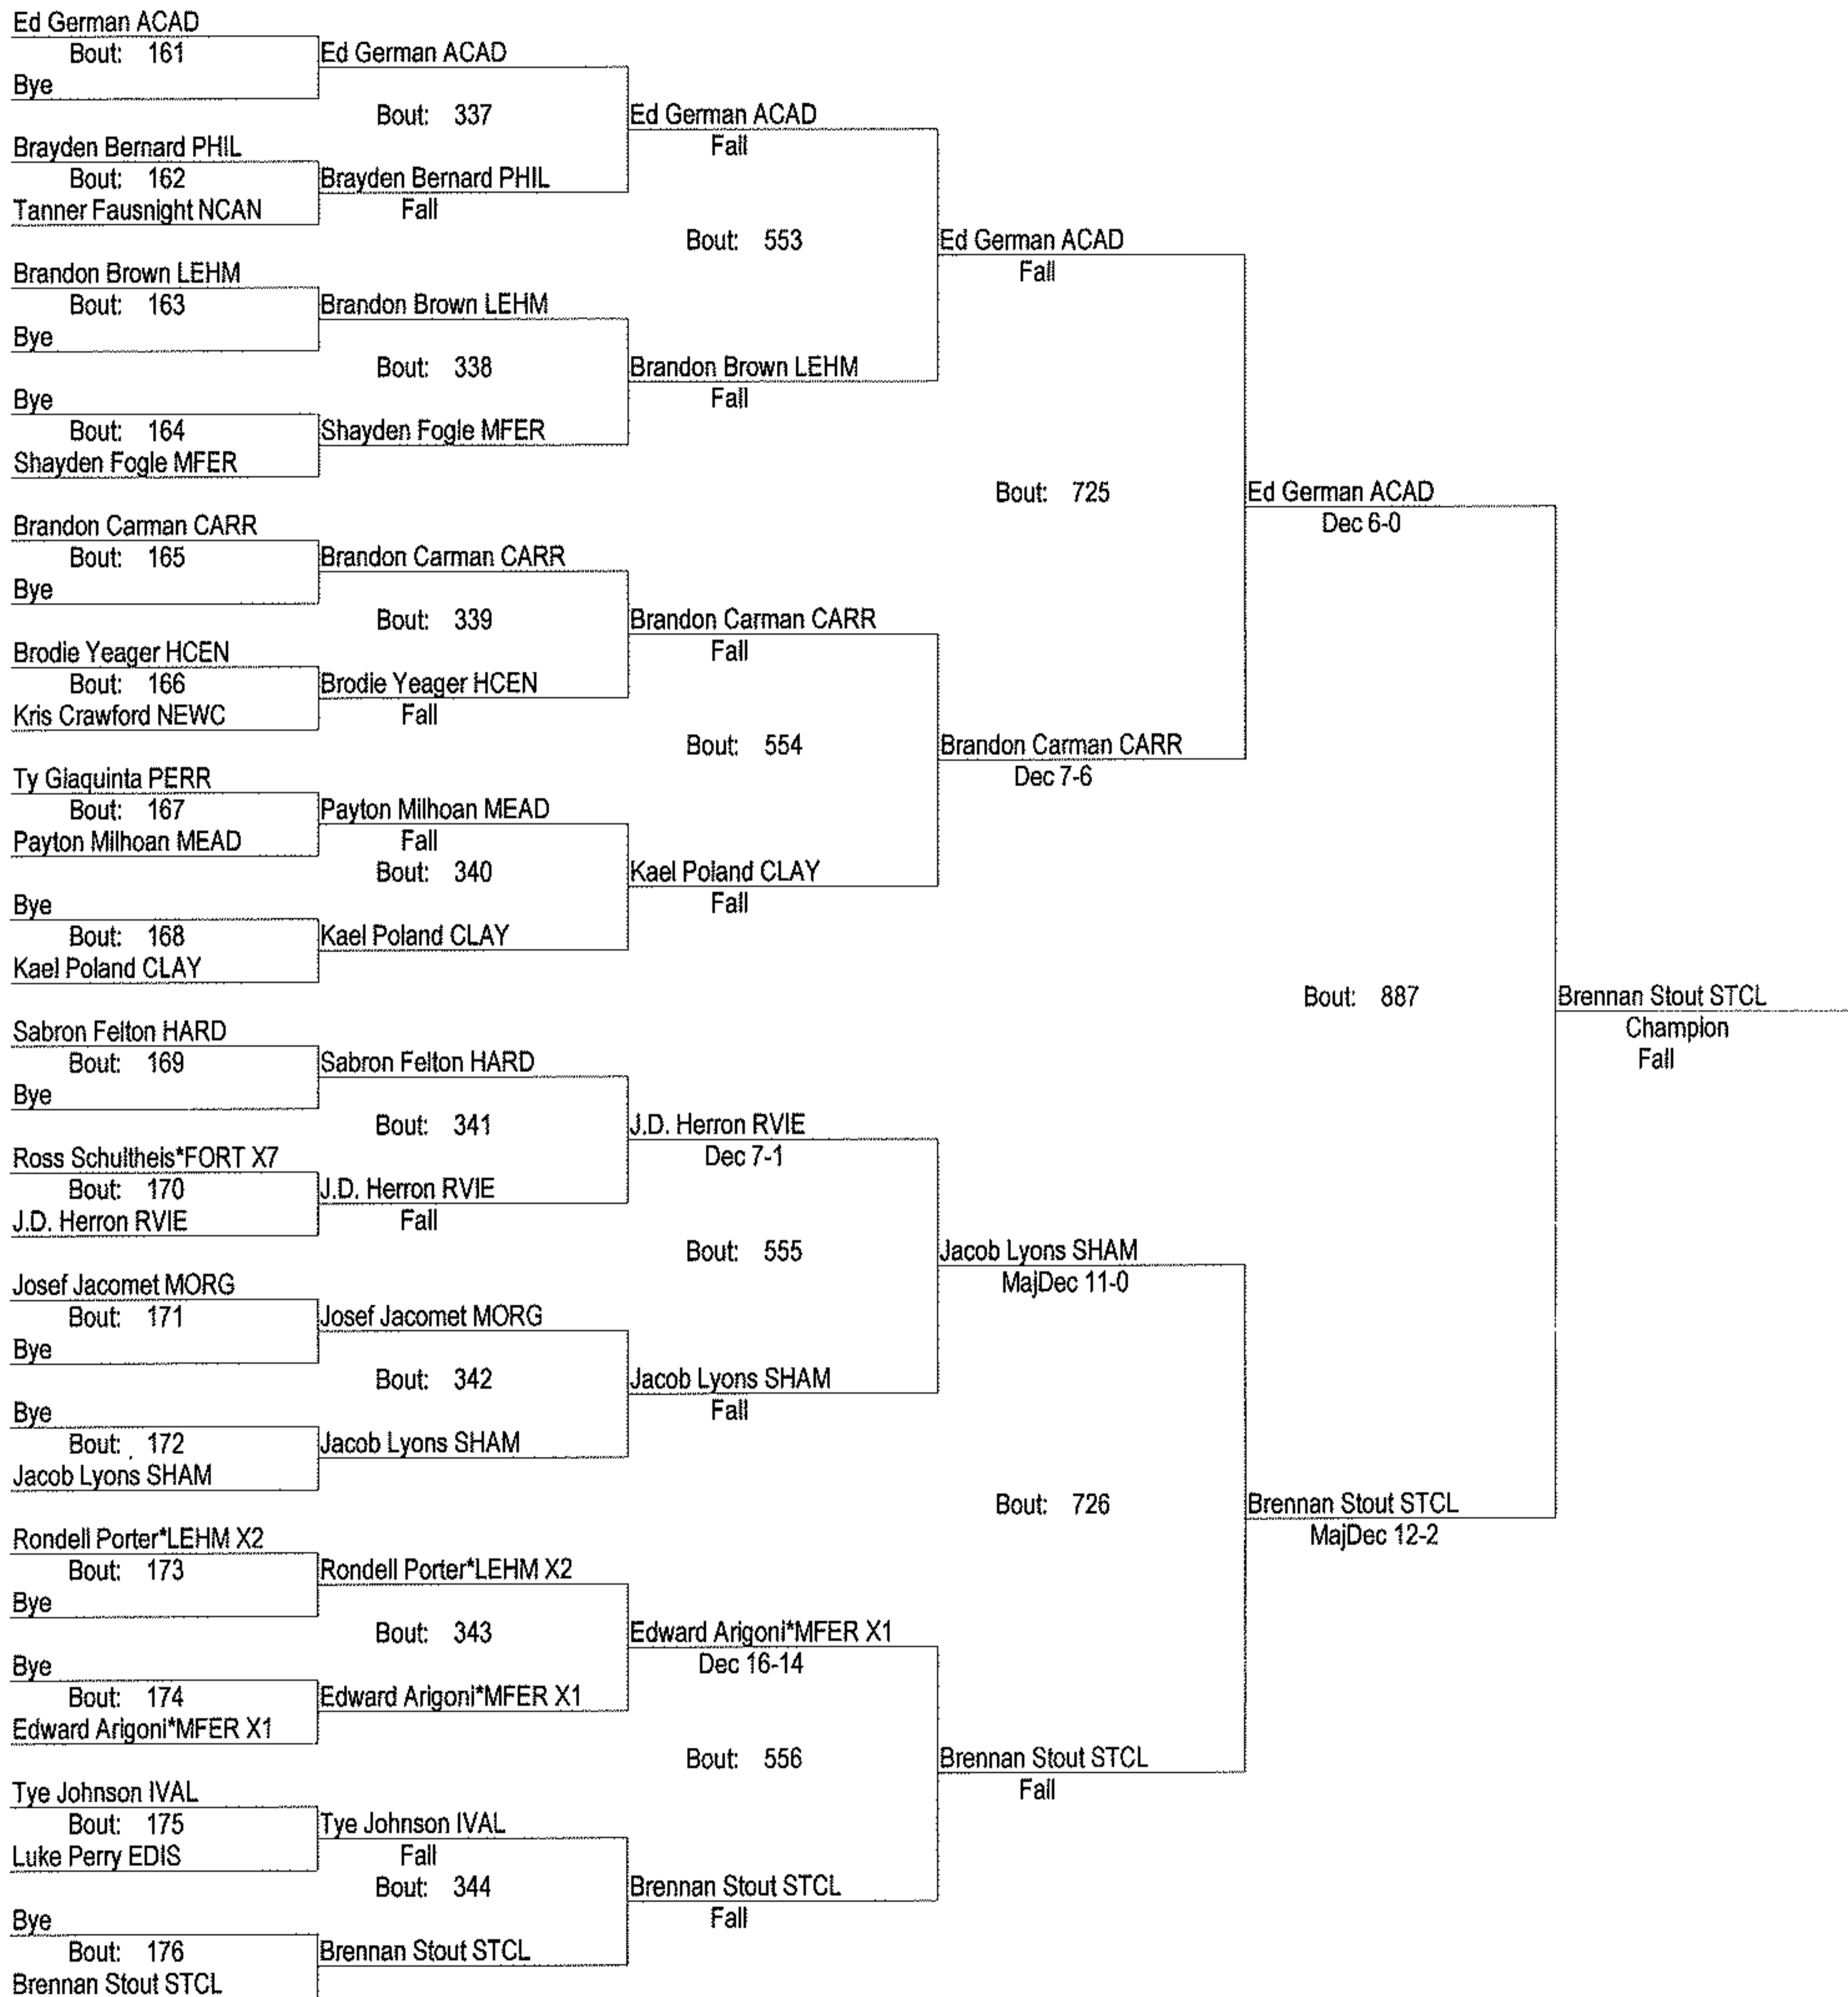 Ed German ACAD
Bout: 161
Bye
Ed German ACAD
Bout: 337
Brayden Bernard PHIL
Bout: 162
Tanner Fausnight NCAN
Brayden Bernard PHIL
Fall
Ed German ACAD
Fall
Bout: 553
Brandon Brown LEHM
Bout: 163
Bye
Brandon Brown LEHM
Bout: 338
Bye
Bout: 164
Shayden Fogle MFER
Shayden Fogle MFER
Brandon Brown LEHM
Fall
Ed German ACAD
Fall
Bout: 725
Brandon Carman CARR
Bout: 165
Bye
Brandon Carman CARR
Bout: 339
Brodie Yeager HCEN
Bout: 166
Kris Crawford NEWC
Brodie Yeager HCEN
Fall
Brandon Carman CARR
Fall
Bout: 554
Ty Glaquinta PERR
Bout: 167
Payton Milhoan MEAD
Payton Milhoan MEAD
Fall
Bout: 340
Bye
Bout: 168
Kael Poland CLAY
Kael Poland CLAY
Kael Poland CLAY
Fall
Brandon Carman CARR
Dec 7-6
Ed German ACAD
Dec 6-0
Bout: 887
Brennan Stout STCL
Champion
Fall
Sabron Felton HARD
Bout: 169
Bye
Sabron Felton HARD
Bout: 341
Ross Schultheis*FORT X7
Bout: 170
J.D. Herron RVIE
J.D. Herron RVIE
Fall
J.D. Herron RVIE
Dec 7-1
Bout: 555
Josef Jacomet MORG
Bout: 171
Bye
Josef Jacomet MORG
Bout: 342
Bye
Bout: 172
Jacob Lyons SHAM
Jacob Lyons SHAM
Jacob Lyons SHAM
Fall
Jacob Lyons SHAM
MajDec 11-0
Bout: 726
Rondell Porter*LEHM X2
Bout: 173
Bye
Rondell Porter*LEHM X2
Bout: 343
Bye
Bout: 174
Edward Arigoni*MFER X1
Edward Arigoni*MFER X1
Edward Arigoni*MFER X1
Dec 16-14
Bout: 556
Tye Johnson IVAL
Bout: 175
Luke Perry EDIS
Tye Johnson IVAL
Fall
Bout: 344
Bye
Bout: 176
Brennan Stout STCL
Brennan Stout STCL
Brennan Stout STCL
Fall
Brennan Stout STCL
Fall
Brennan Stout STCL
MajDec 12-2